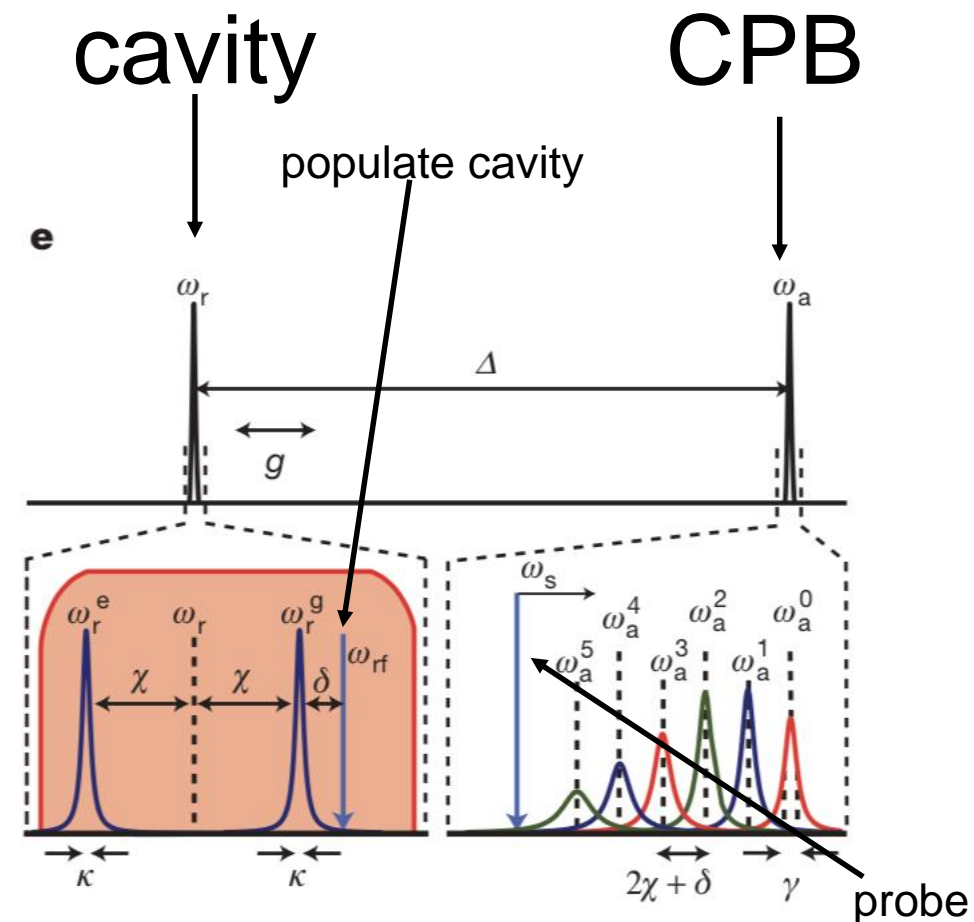 cavity
CPB
populate cavity
e
ωr
ωa
Δ
g
ωrᵉ ωr ωrᵍ ωrf
χ χ δ
κ κ
ωs
ωa⁵ ωa⁴ ωa³ ωa² ωa¹ ωa⁰
2χ + δ γ
probe